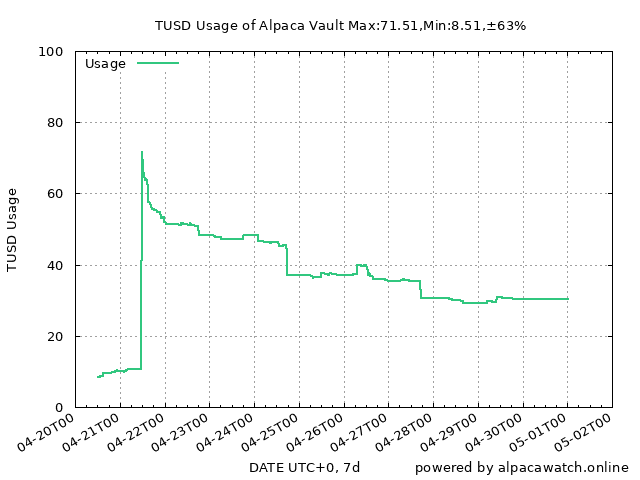 TUSD Usage of Alpaca Vault Max:71.51,Min:8.51,±63%
Usage
TUSD Usage
100
80
60
40
20
0
04-20T00
04-21T00
04-22T00
04-23T00
04-24T00
04-25T00
04-26T00
04-27T00
04-28T00
04-29T00
04-30T00
05-01T00
05-02T00
DATE UTC+0, 7d
powered by alpacawatch.online